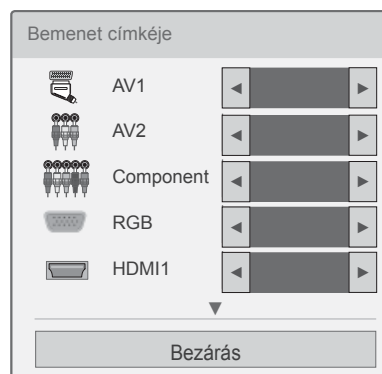 Bemenet címkéje
AV1
AV2
Component
RGB
HDMI1
Bezárás